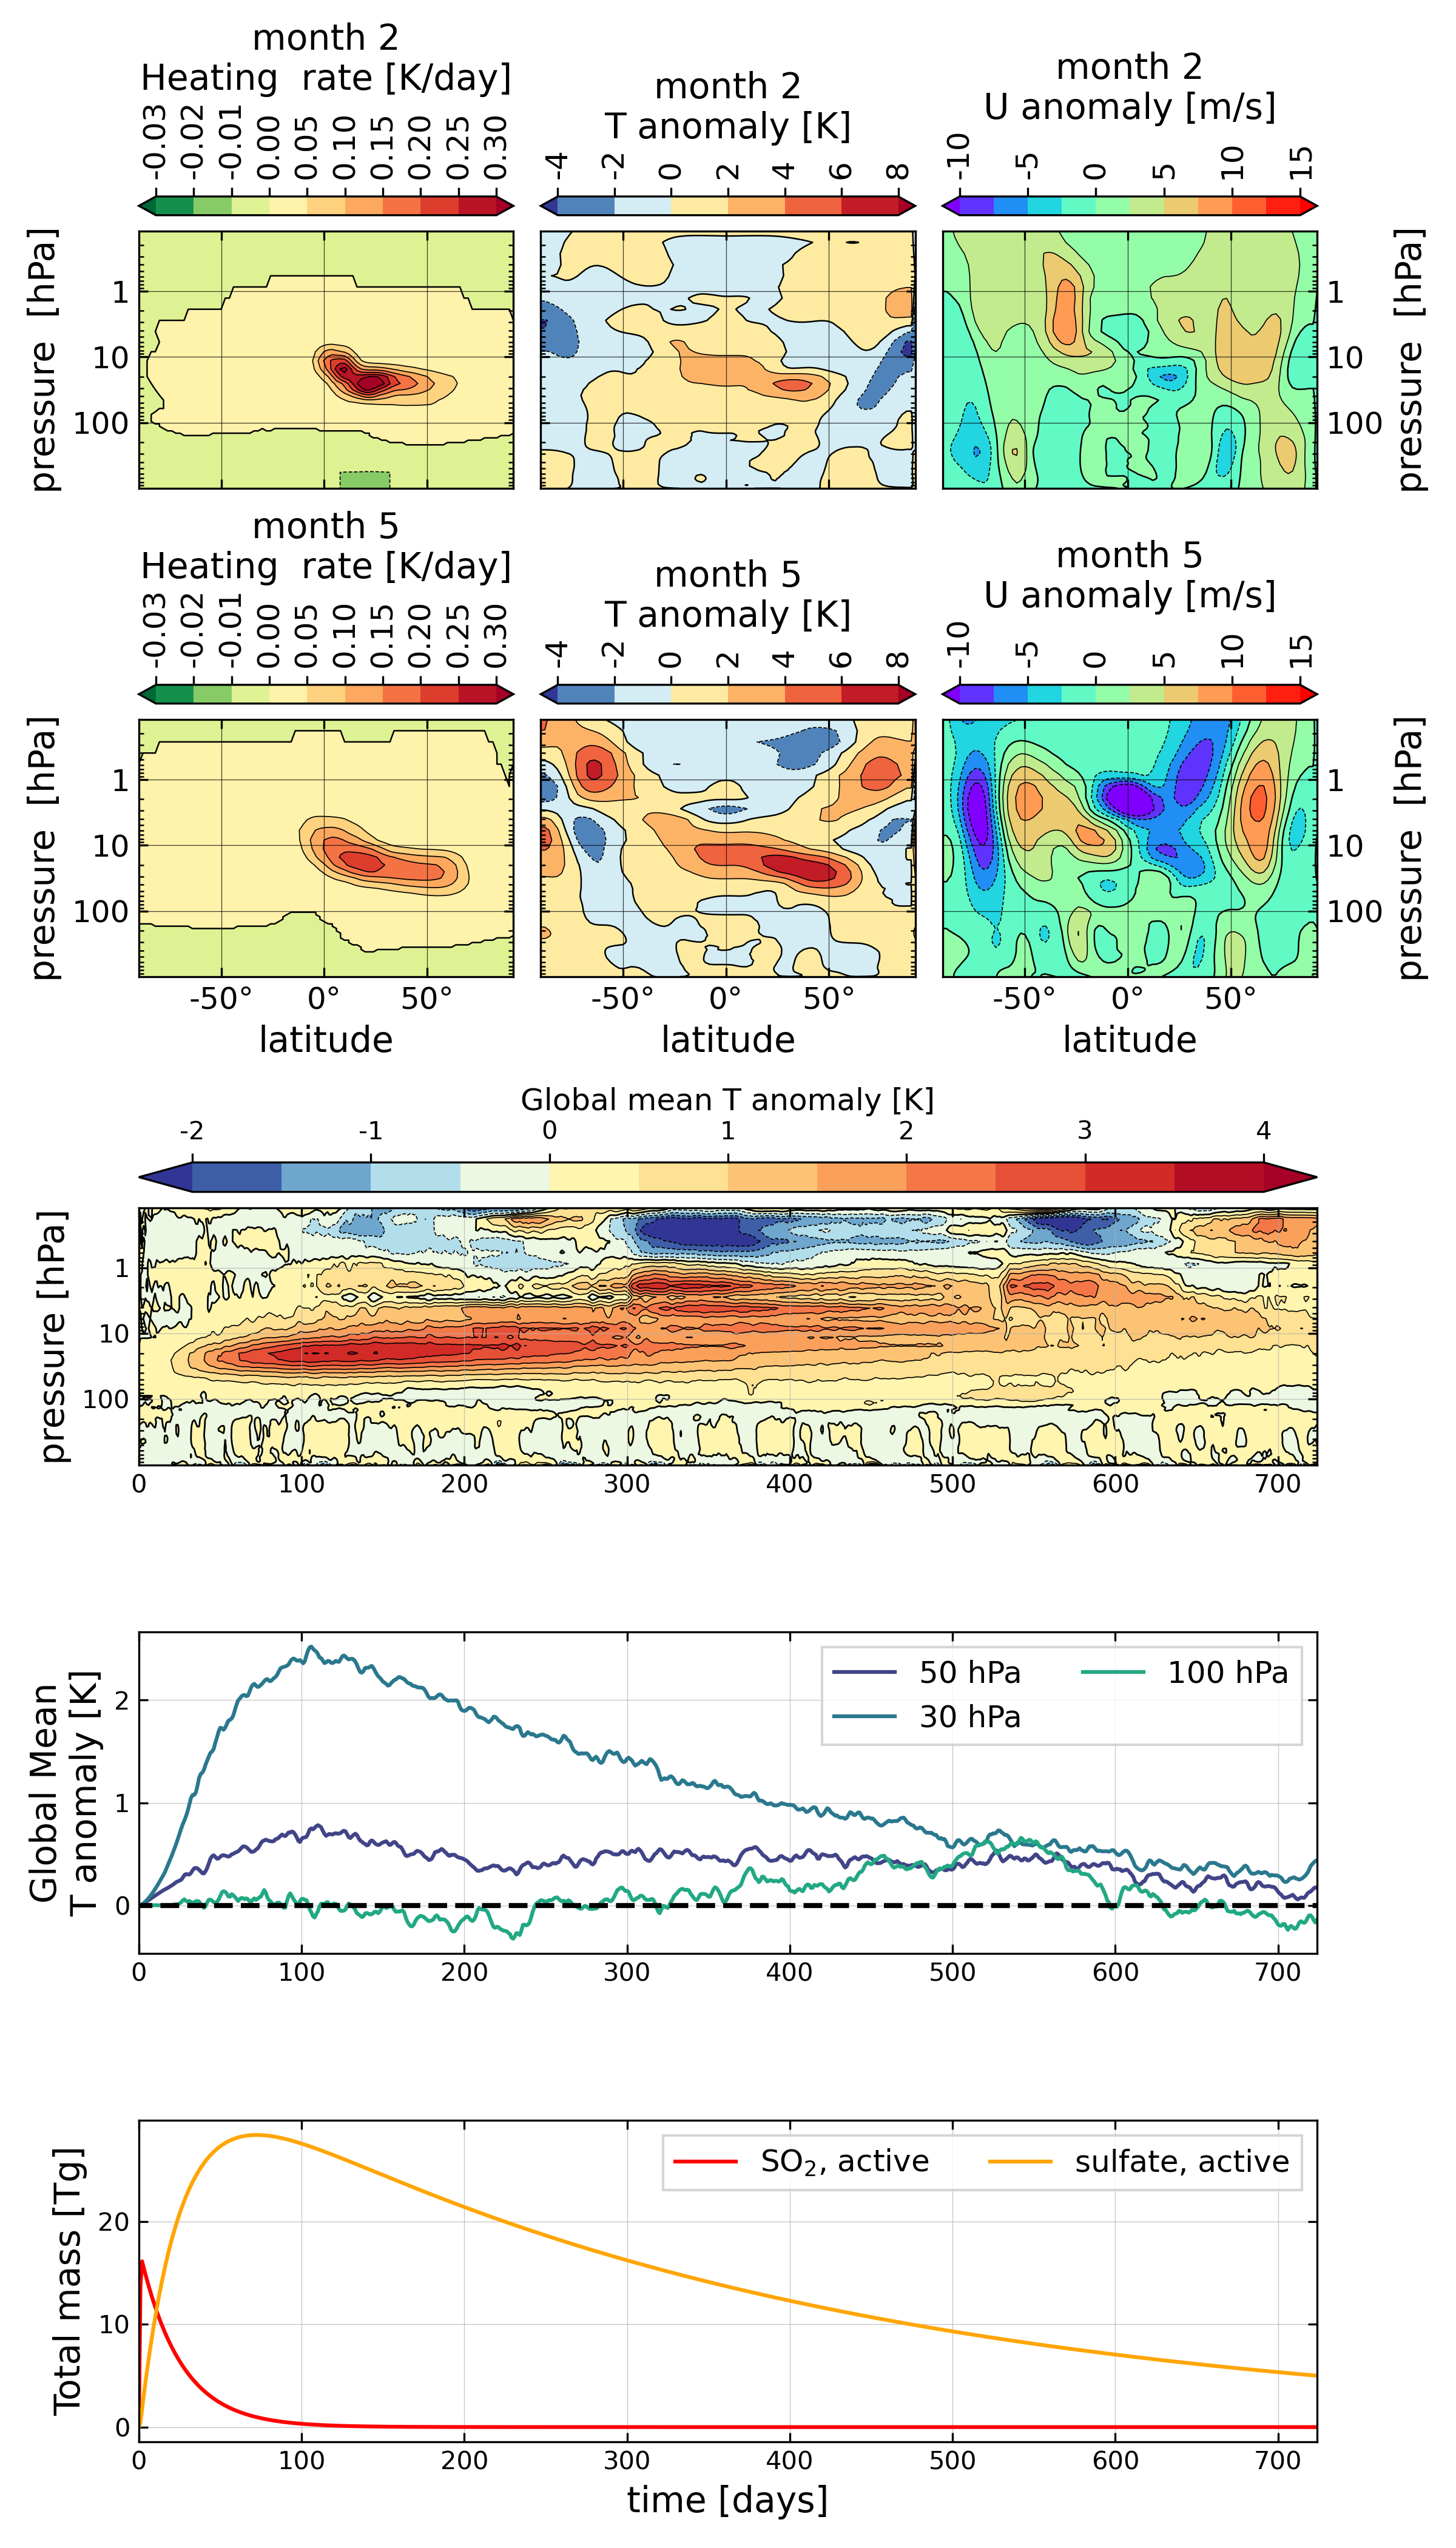 month 2
Heating  rate [K/day]
-0.03 -0.02 -0.01 0.00 0.05 0.10 0.15 0.20 0.25 0.30
month 2
T anomaly [K]
-4 -2 0 2 4 6 8
month 2
U anomaly [m/s]
-10 -5 0 5 10 15
pressure  [hPa]
1
10
100
1
10
100
pressure  [hPa]
month 5
Heating  rate [K/day]
-0.03 -0.02 -0.01 0.00 0.05 0.10 0.15 0.20 0.25 0.30
month 5
T anomaly [K]
-4 -2 0 2 4 6 8
month 5
U anomaly [m/s]
-10 -5 0 5 10 15
pressure  [hPa]
1
10
100
1
10
100
pressure  [hPa]
-50° 0° 50°
latitude
-50° 0° 50°
latitude
-50° 0° 50°
latitude
Global mean T anomaly [K]
-2 -1 0 1 2 3 4
pressure [hPa]
1
10
100
0 100 200 300 400 500 600 700
Global Mean
T anomaly [K]
2
1
0
50 hPa
30 hPa
100 hPa
0 100 200 300 400 500 600 700
Total mass [Tg]
20
10
0
SO₂, active
sulfate, active
0 100 200 300 400 500 600 700
time [days]